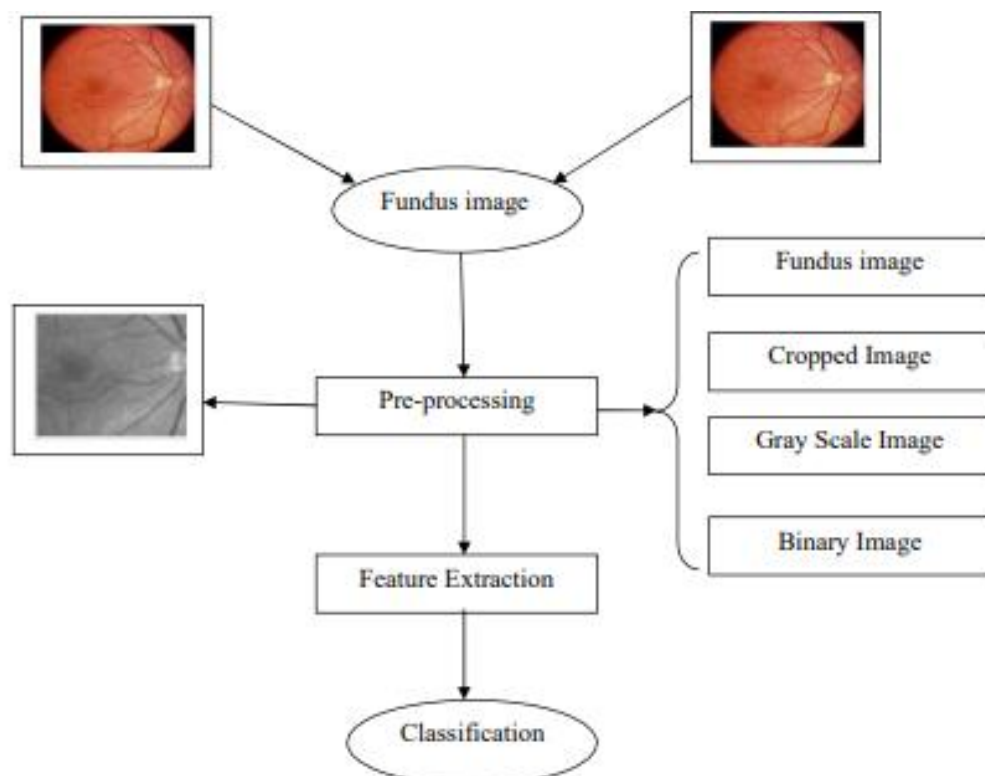 Fundus image
Fundus image
Cropped Image
Pre-processing
Gray Scale Image
Binary Image
Feature Extraction
Classification